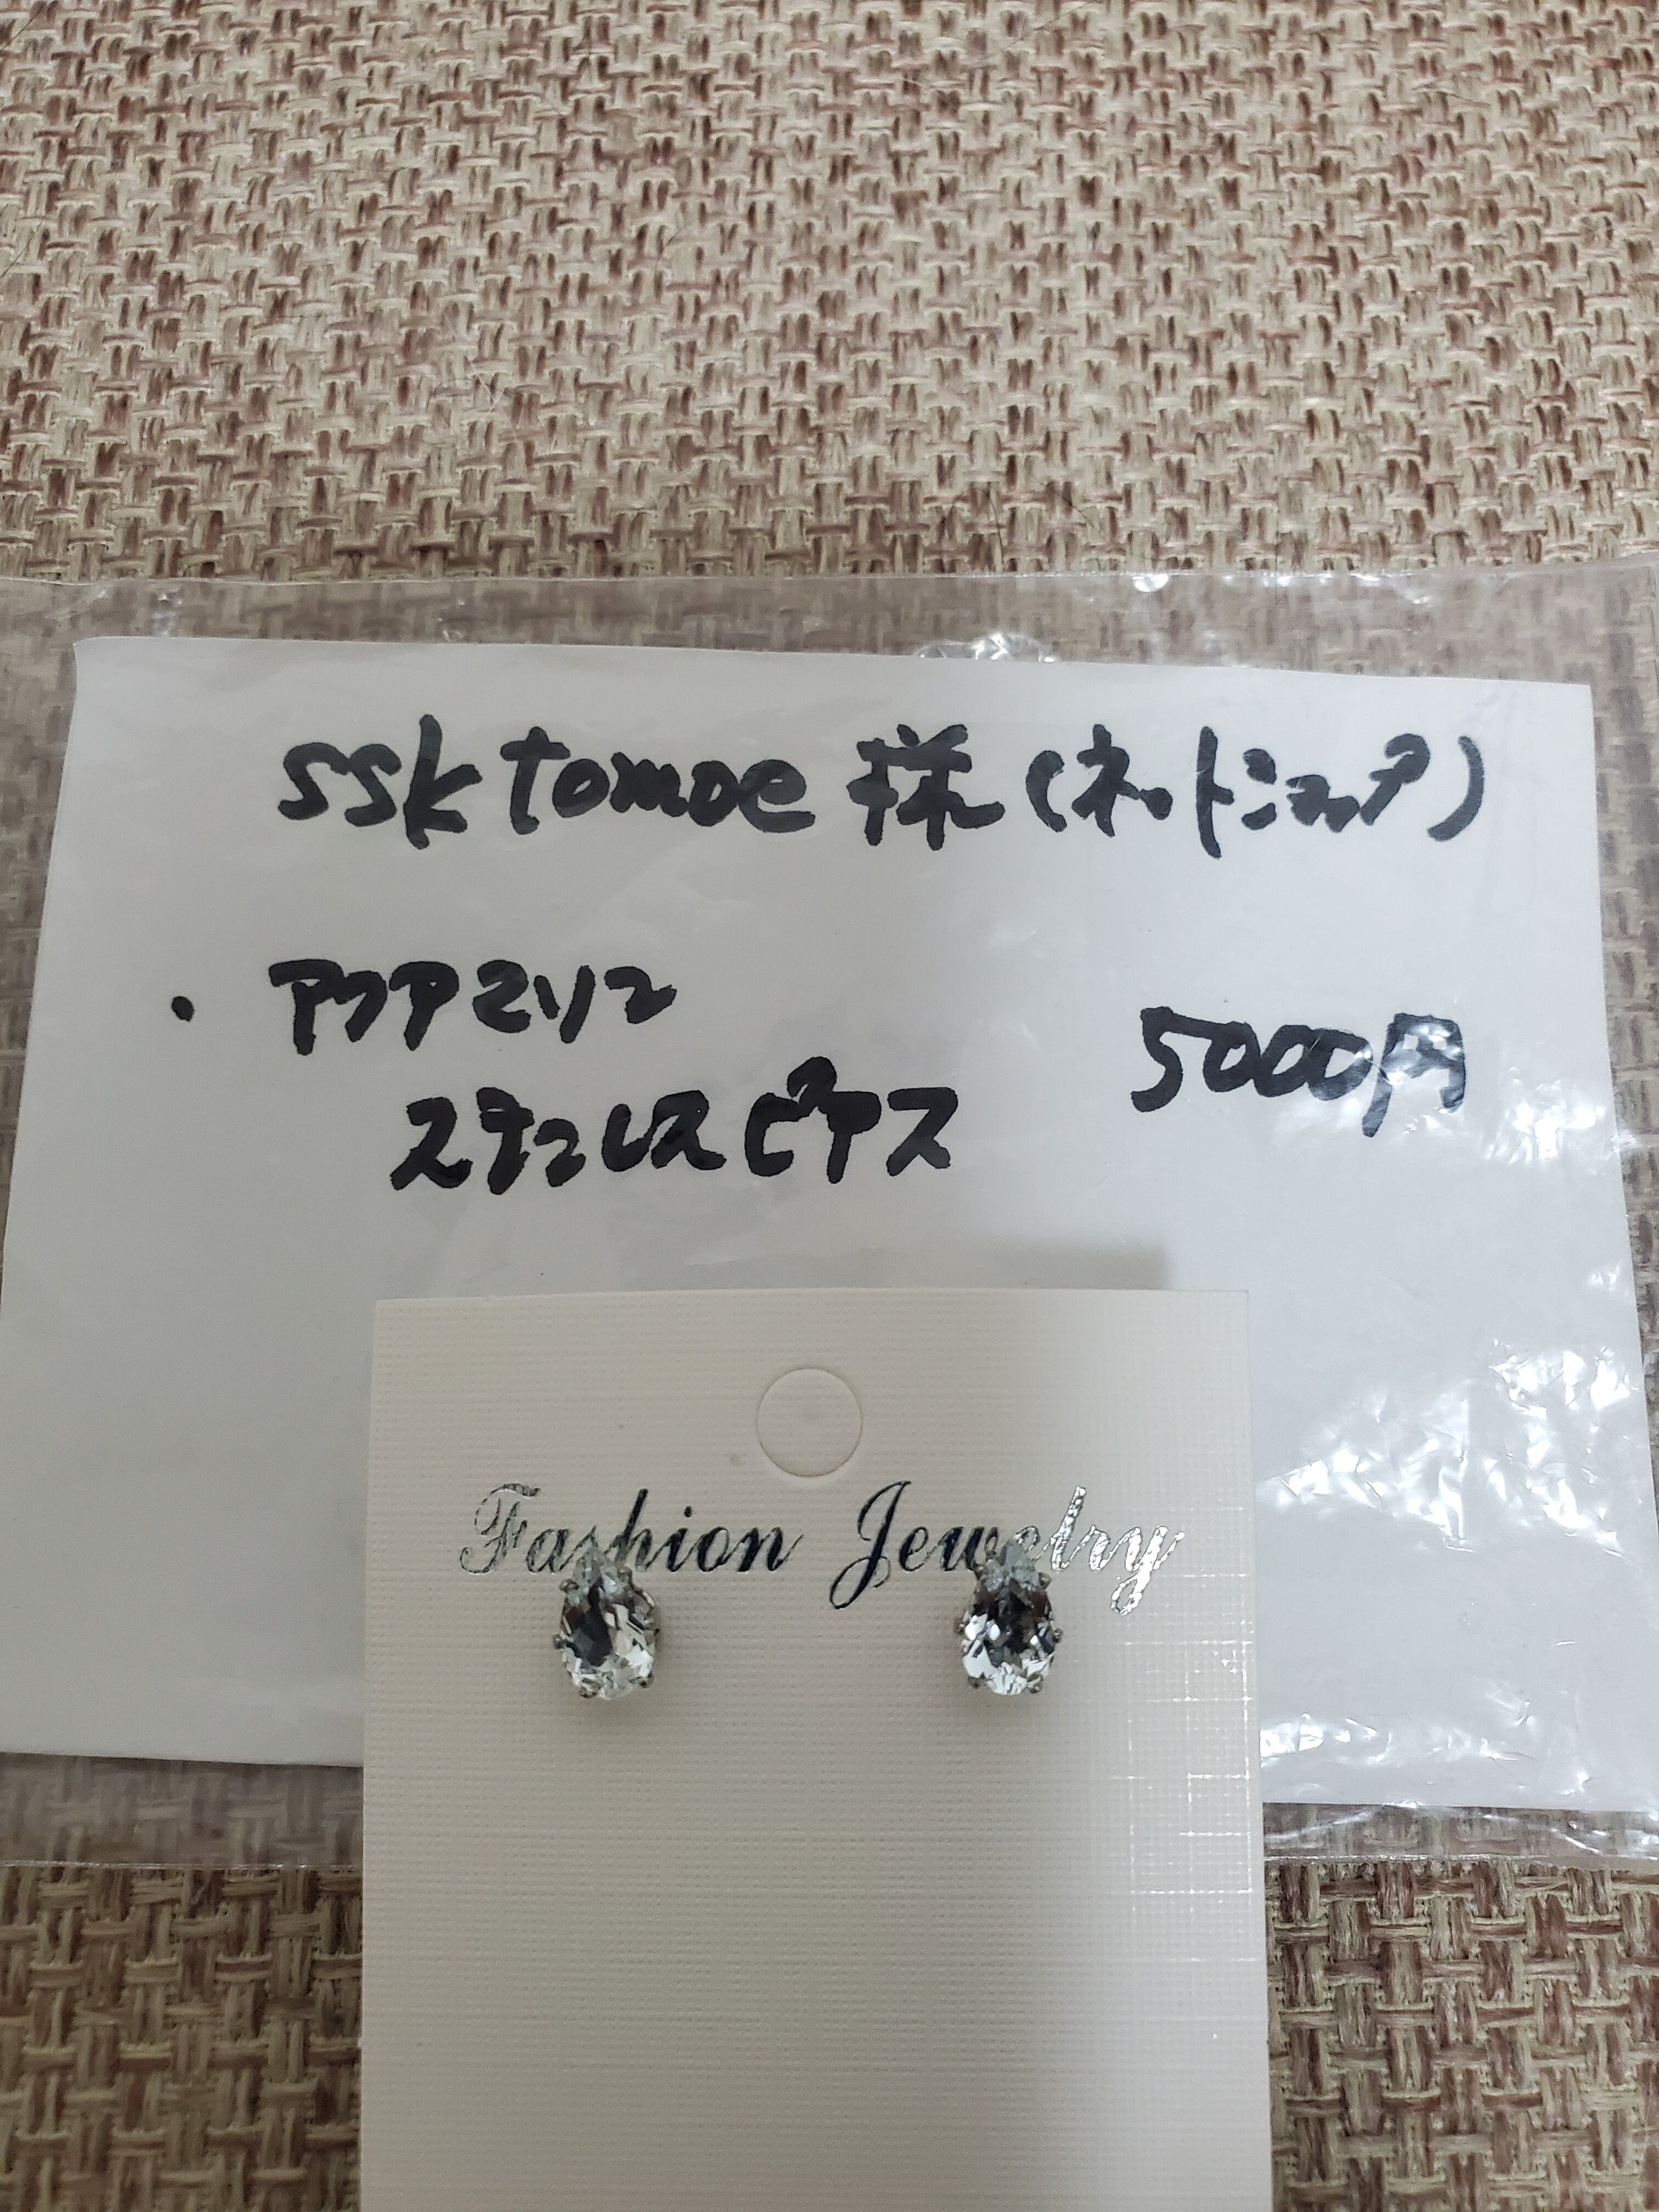 ssk tomoe 様(ネットショップ)
・アクアマリン
ステンレスピアス
5000円
Fashion Jewelry